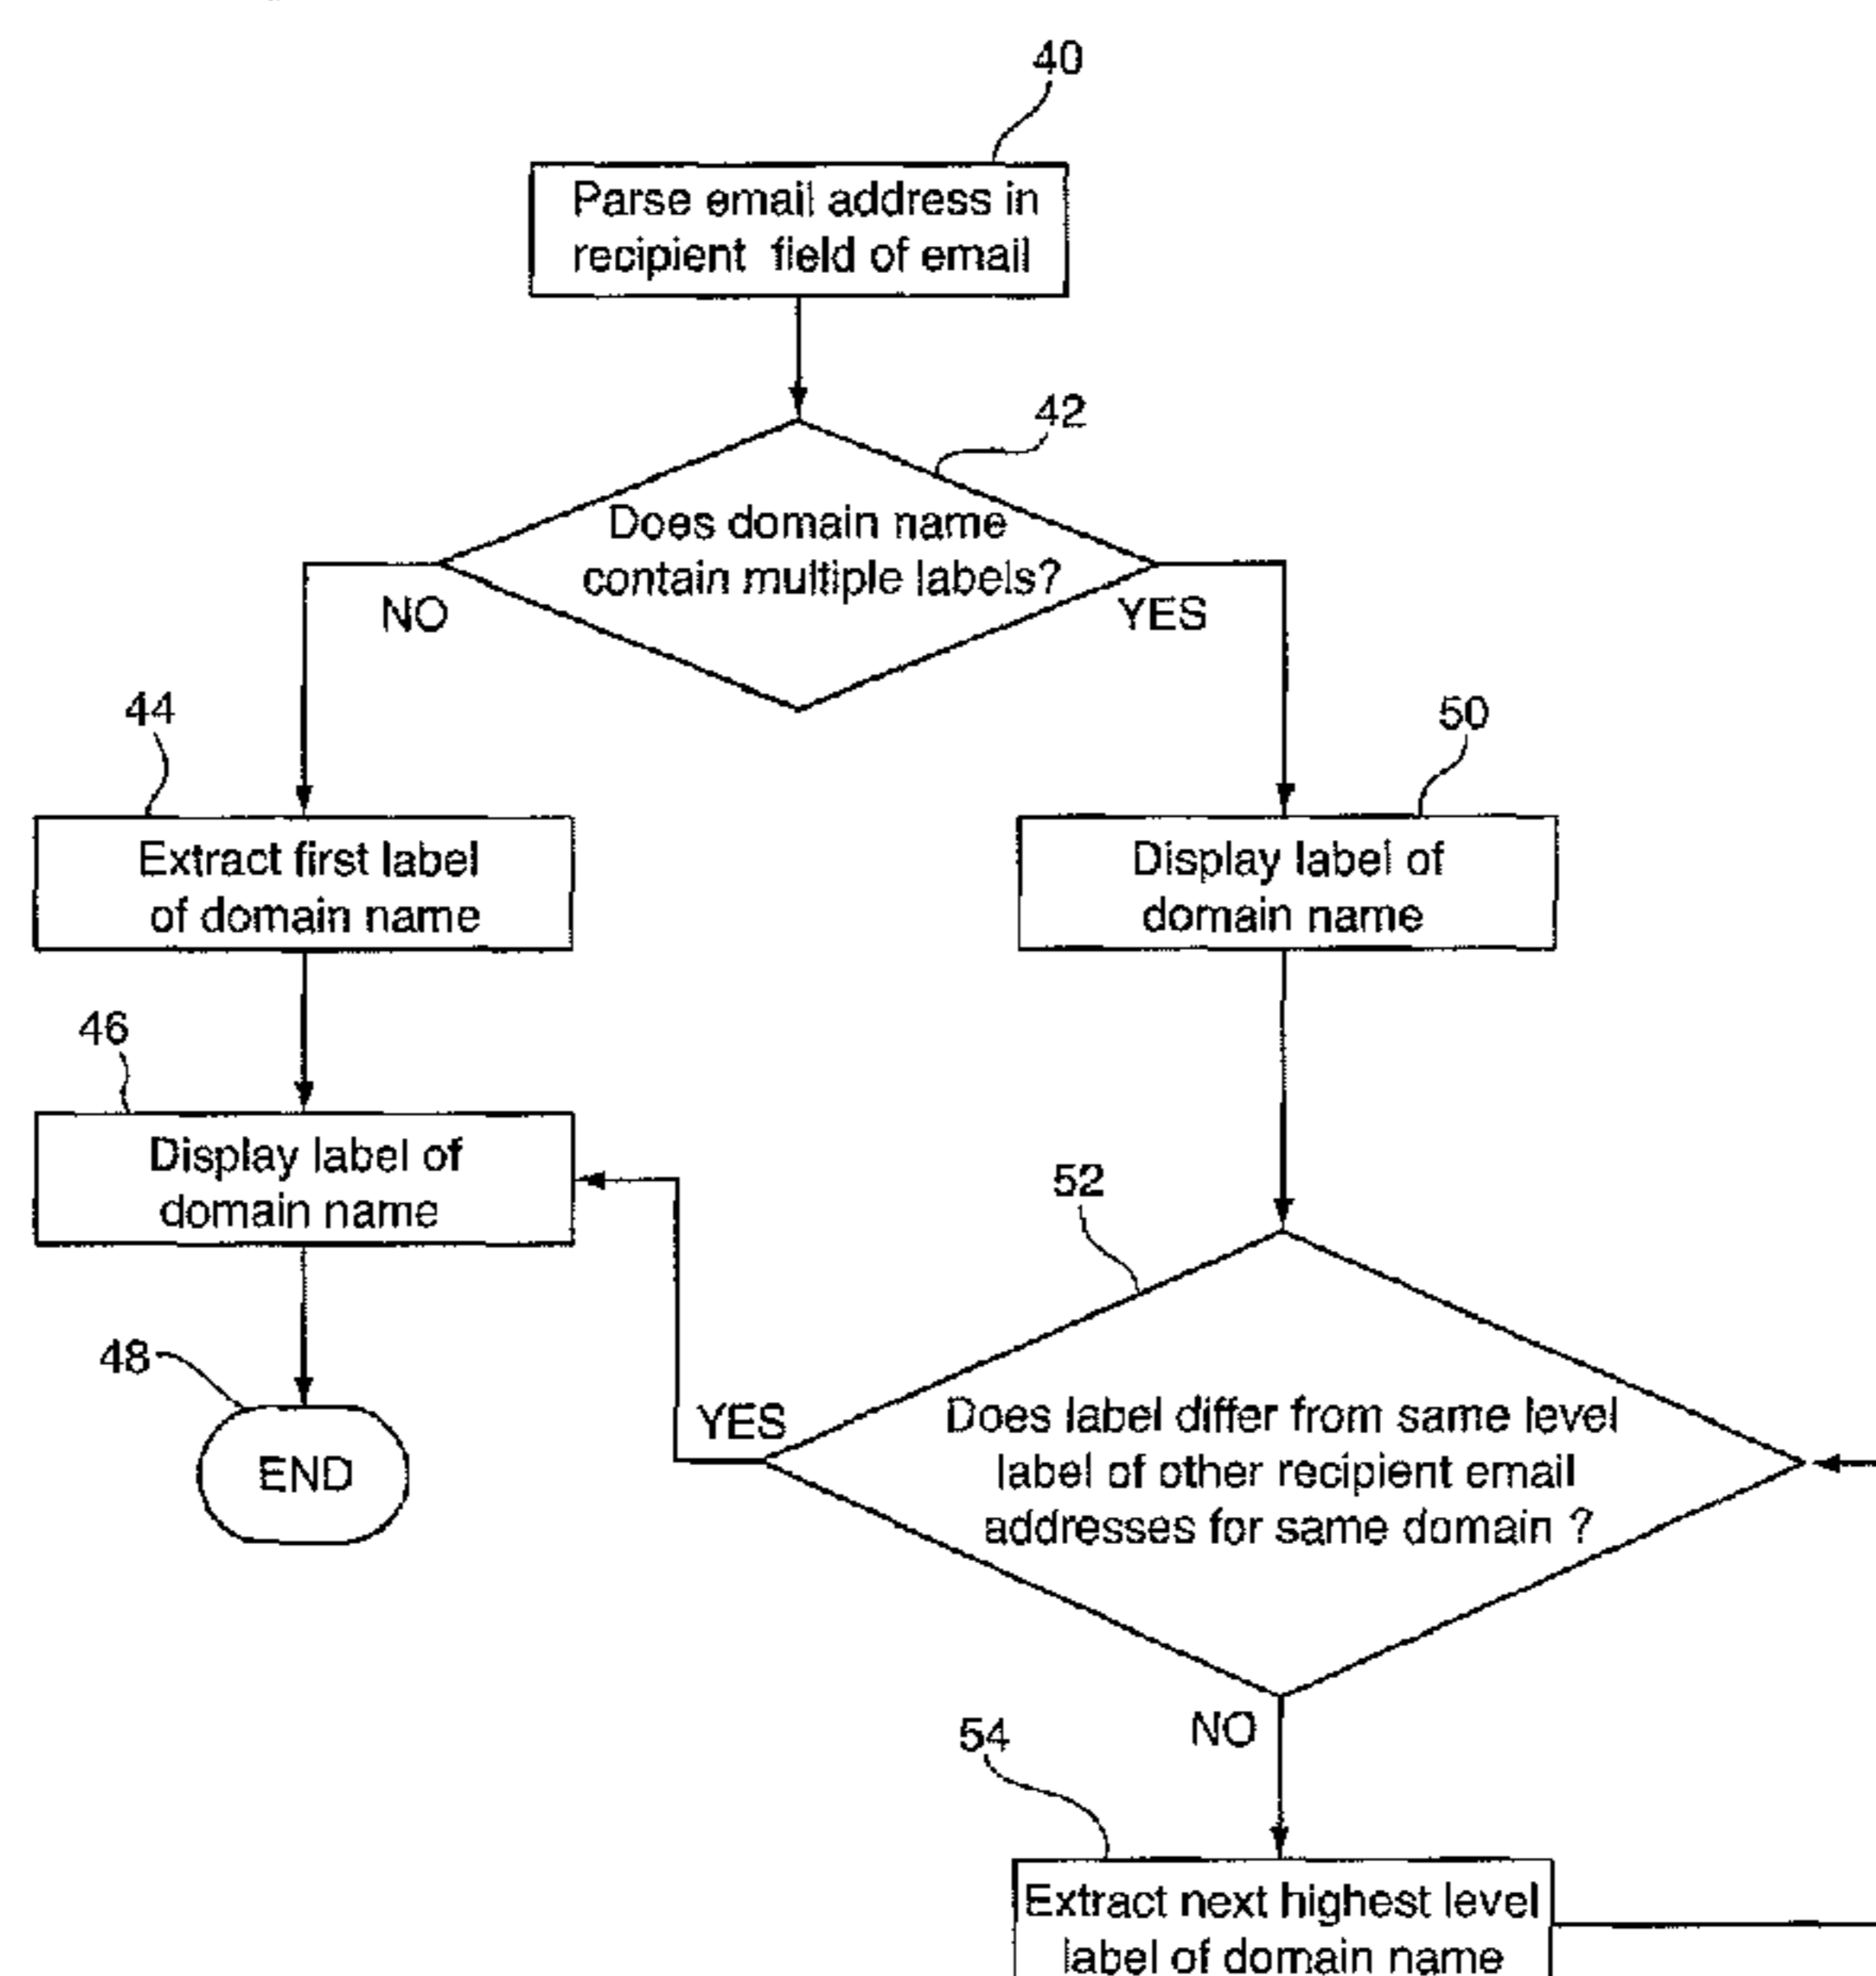 40
Parse email address in
recipient field of email
42
Does domain name
contain multiple labels?
NO
YES
44
Extract first label
of domain name
50
Display label of
domain name
46
Display label of
domain name
48
END
52
YES
Does label differ from same level
label of other recipient email
addresses for same domain ?
NO
54
Extract next highest level
label of domain name